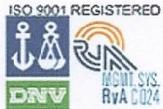 ISO 9001 REGISTERED
DNV
MGMT. SYS.
RvA C024